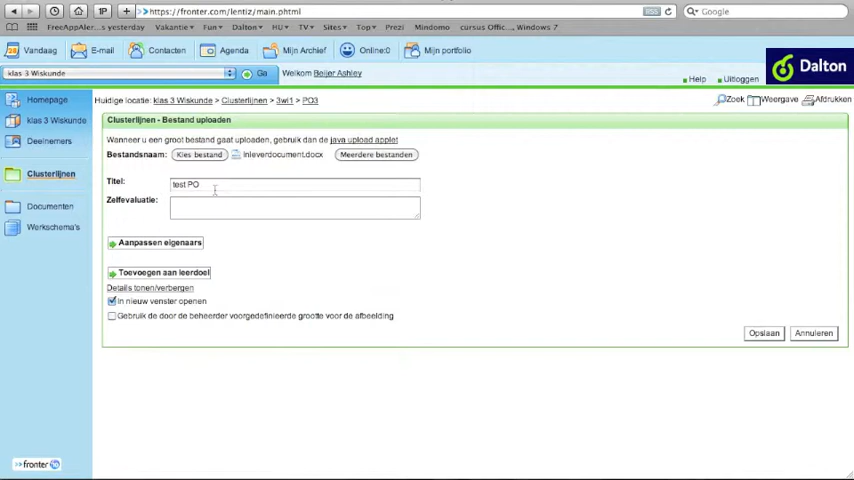 1P
+
https://fronter.com/lentiz/main.phtml
RSS
Google
FreeAppAler...s yesterday Vakantie Fun Dalton HU TV Sites Top Prezi Mindomo cursus Offic..., Windows 7
Vandaag E-mail Contacten Agenda Mijn Archief Online:0 Mijn portfolio
klas 3 Wiskunde Ga Welkom Beijer Ashley
Dalton
Help Uitloggen
Homepage
klas 3 Wiskunde
Deelnemers
Clusterlijnen
Documenten
Werkschema's
Huidige locatie: klas 3 Wiskunde > Clusterlijnen > 3wi1 > PO3
Zoek Weergave Afdrukken
Clusterlijnen - Bestand uploaden
Wanneer u een groot bestand gaat uploaden, gebruik dan de java upload applet
Bestandsnaam: Kies bestand Inleverdocument.docx Meerdere bestanden
Titel: test PO
Zelfevaluatie:
Aanpassen eigenaars
Toevoegen aan leerdoel
Details tonen/verbergen
In nieuw venster openen
Gebruik de door de beheerder voorgedefinieerde grootte voor de afbeelding
Opslaan Annuleren
fronter